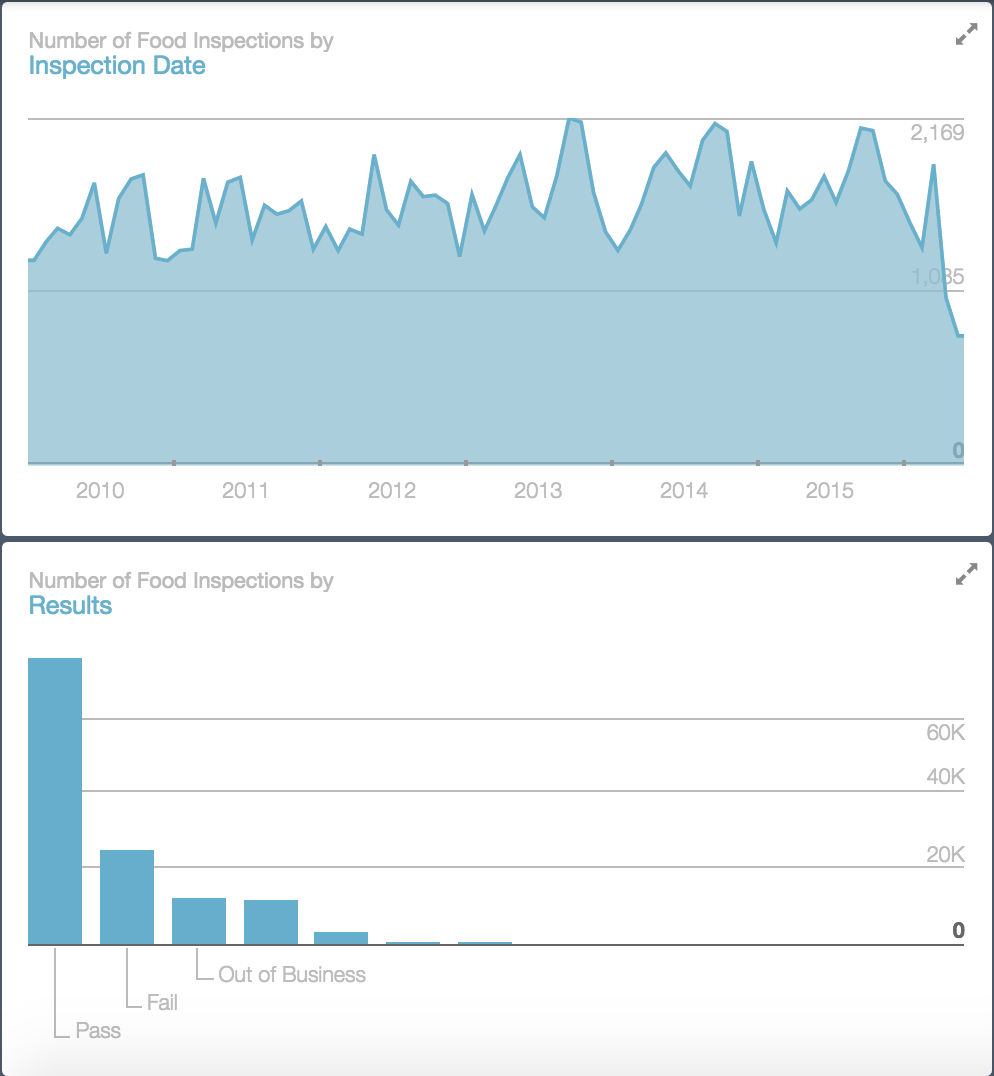 Number of Food Inspections by
Inspection Date
2,169
1,085
0
2010 2011 2012 2013 2014 2015
Number of Food Inspections by
Results
60K
40K
20K
0
Out of Business
Fail
Pass